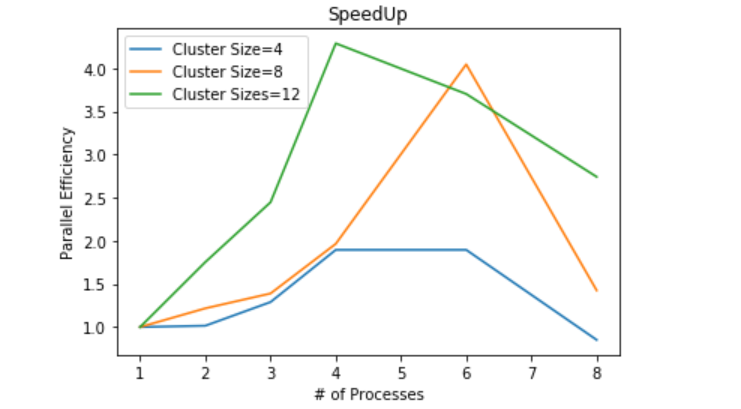 SpeedUp
Cluster Size=4
Cluster Size=8
Cluster Sizes=12
Parallel Efficiency
4.0
3.5
3.0
2.5
2.0
1.5
1.0
1 2 3 4 5 6 7 8
# of Processes